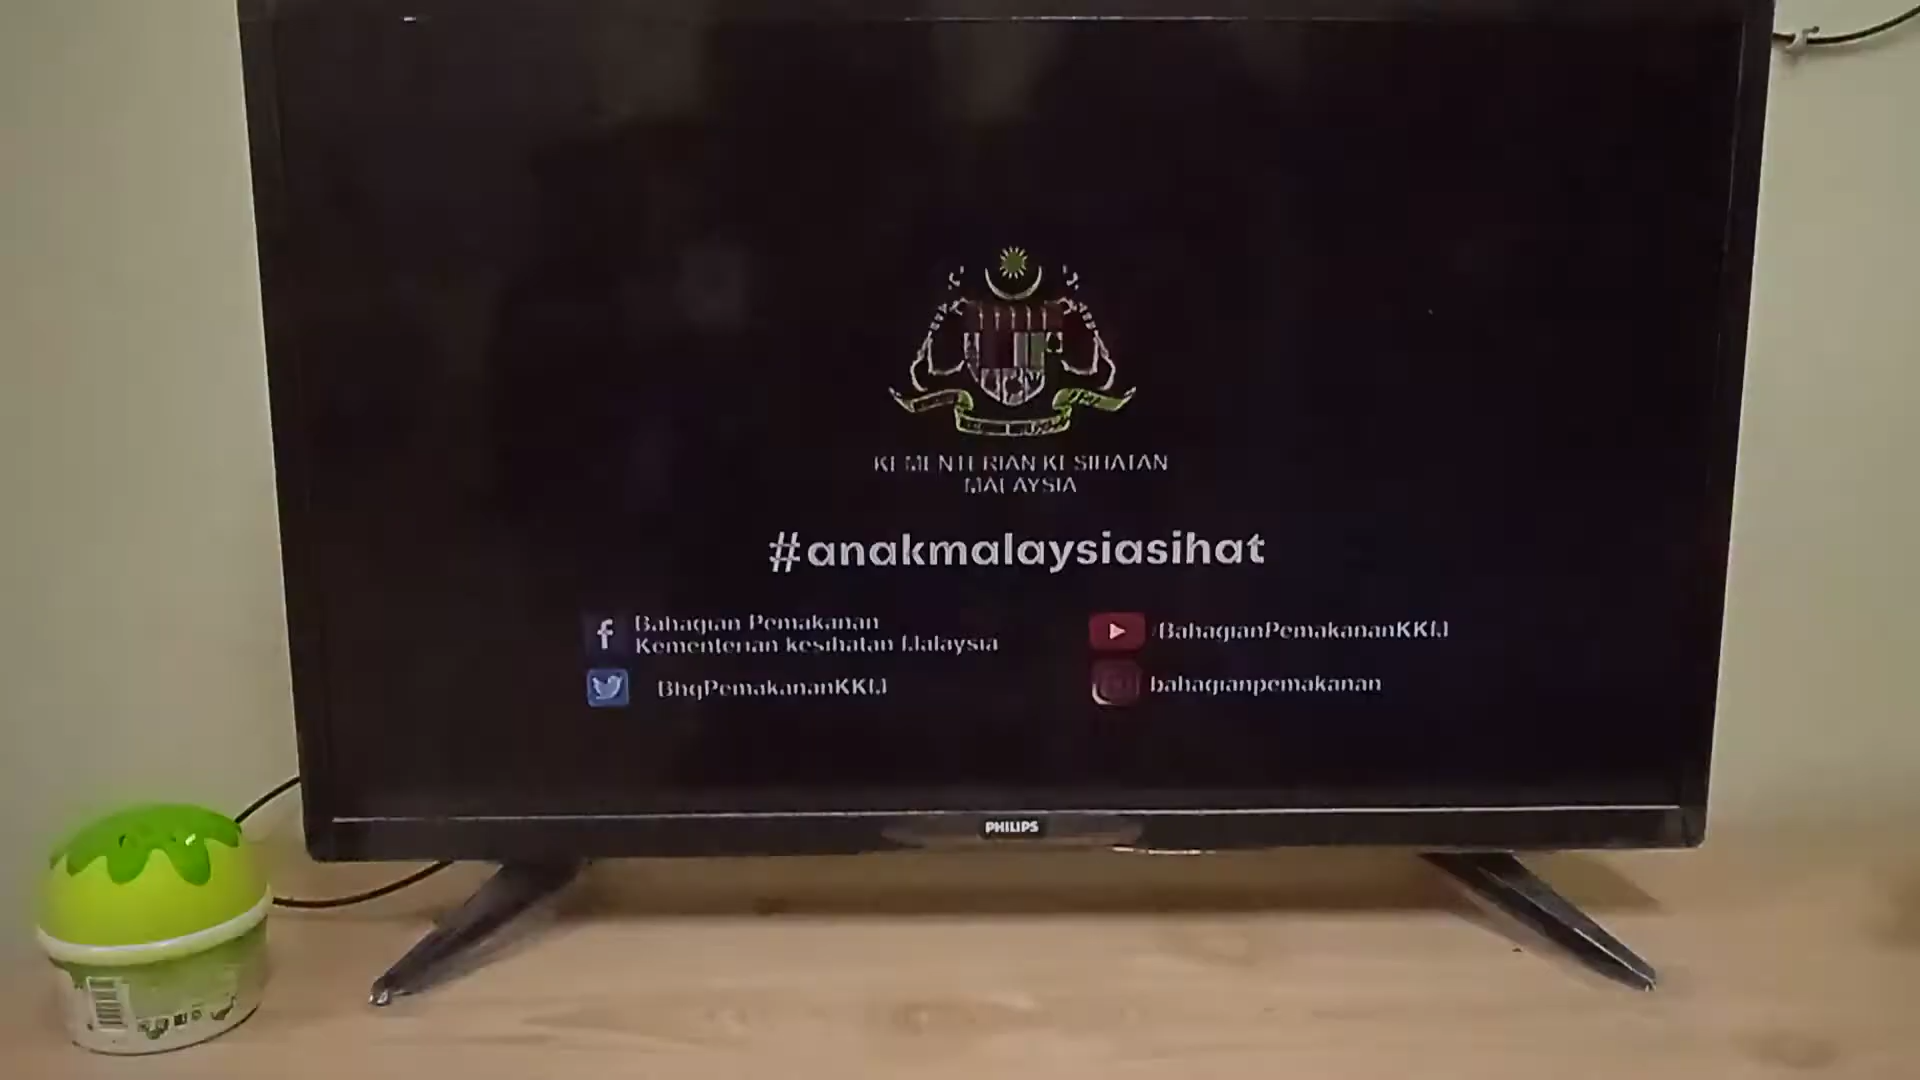 KEMENTERIAN KESIHATAN
MALAYSIA
#anakmalaysiasihat
Bahagian Pemakanan
Kementerian kesihatan Malaysia
/BahagianPemakananKKM
BhgPemakananKKM
bahagianpemakanan
PHILIPS